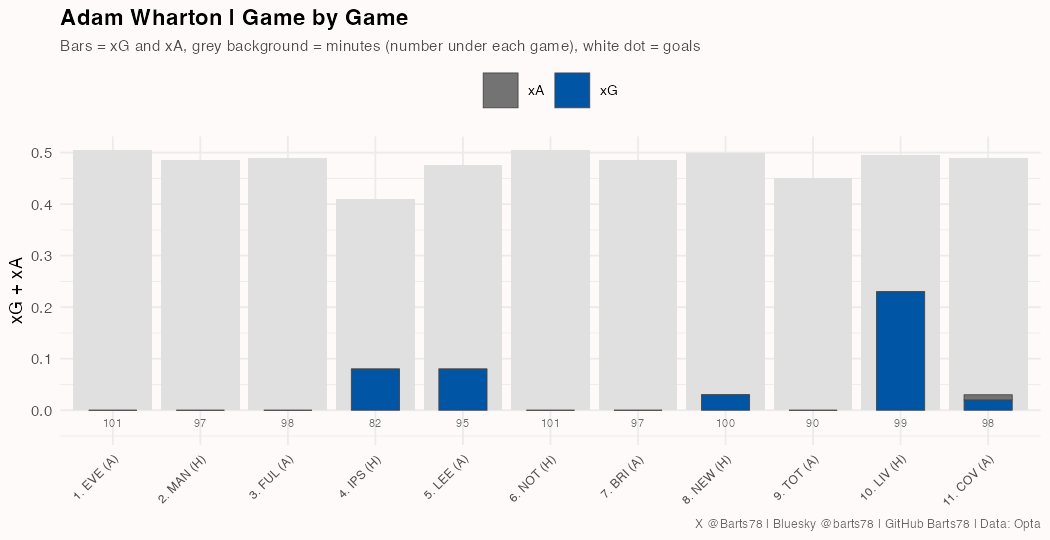 Adam Wharton | Game by Game
Bars = xG and xA, grey background = minutes (number under each game), white dot = goals
xA xG
xG + xA
0.5
0.4
0.3
0.2
0.1
0.0
101 97 98 82 95 101 97 100 90 99 98
1. EVE (A) 2. MAN (H) 3. FUL (A) 4. IPS (H) 5. LEE (A) 6. NOT (H) 7. BRI (A) 8. NEW (H) 9. TOT (A) 10. LIV (H) 11. COV (A)
X @Barts78 | Bluesky @barts78 | GitHub Barts78 | Data: Opta